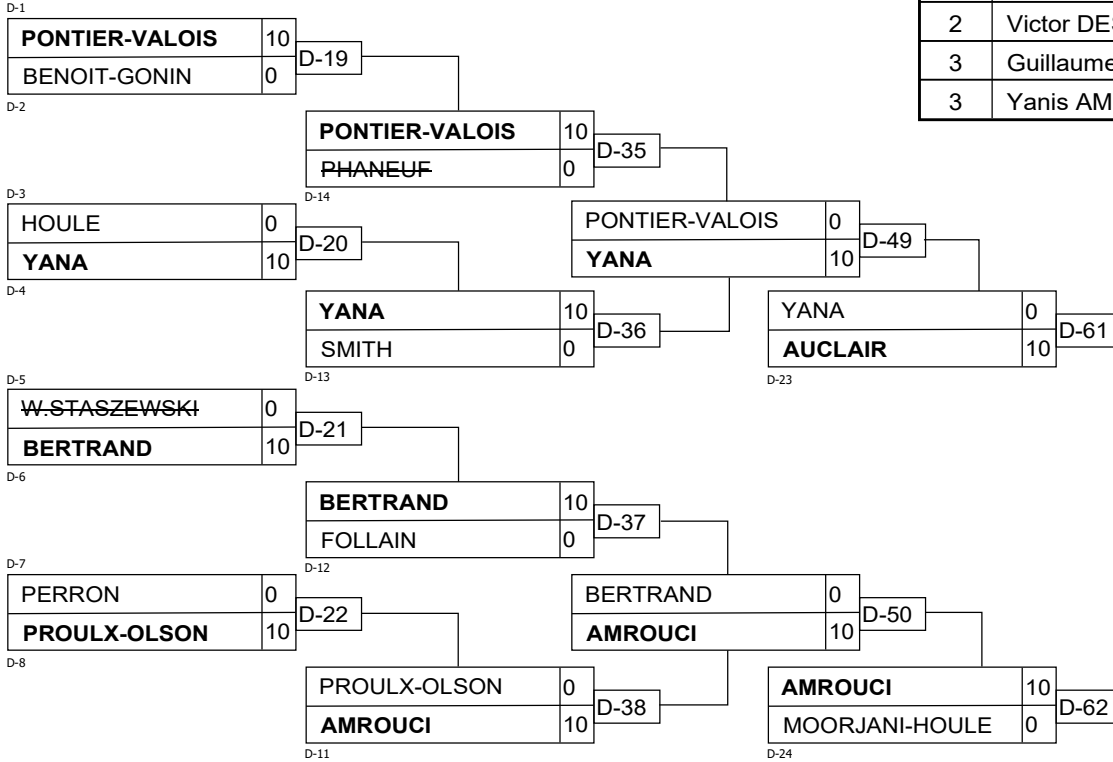 D-1
PONTIER-VALOIS 10
D-19
BENOIT-GONIN 0
D-2
2 Victor
3 Guillaume
3 Yanis
PONTIER-VALOIS 10
D-35
PHANEUF 0
D-14
D-3
HOULE 0
D-20
YANA 10
D-4
PONTIER-VALOIS 0
D-49
YANA 10
YANA 10
D-36
SMITH 0
D-13
YANA 0
D-61
AUCLAIR 10
D-23
D-5
W.STASZEWSKI 0
D-21
BERTRAND 10
D-6
BERTRAND 10
D-37
FOLLAIN 0
D-12
D-7
PERRON 0
D-22
PROULX-OLSON 10
D-8
BERTRAND 0
D-50
AMROUCI 10
PROULX-OLSON 0
D-38
AMROUCI 10
D-11
AMROUCI 10
D-62
MOORJANI-HOULE 0
D-24